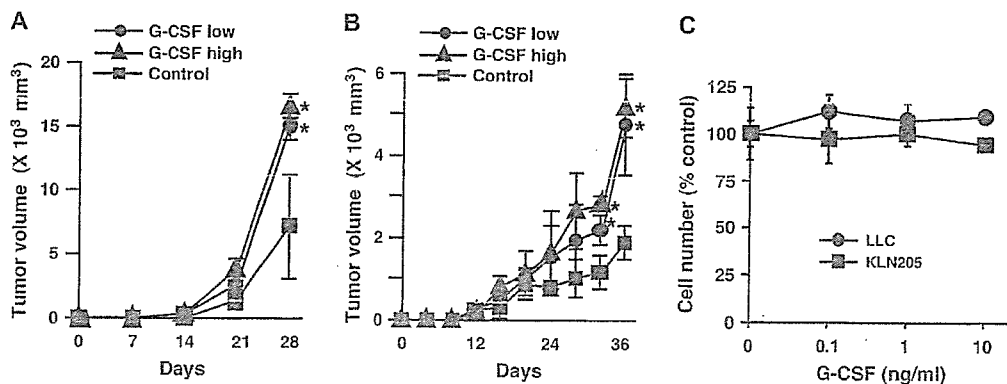 A
G-CSF low
G-CSF high
Control
Tumor volume (X 10³ mm³)
20
15
10
5
0
*
*
0 7 14 21 28
Days
B
G-CSF low
G-CSF high
Control
Tumor volume (X 10³ mm³)
6
4
2
0
*
*
*
*
0 12 24 36
Days
C
Cell number (% control)
125
100
75
50
25
0
LLC
KLN205
0 0.1 1 10
G-CSF (ng/ml)